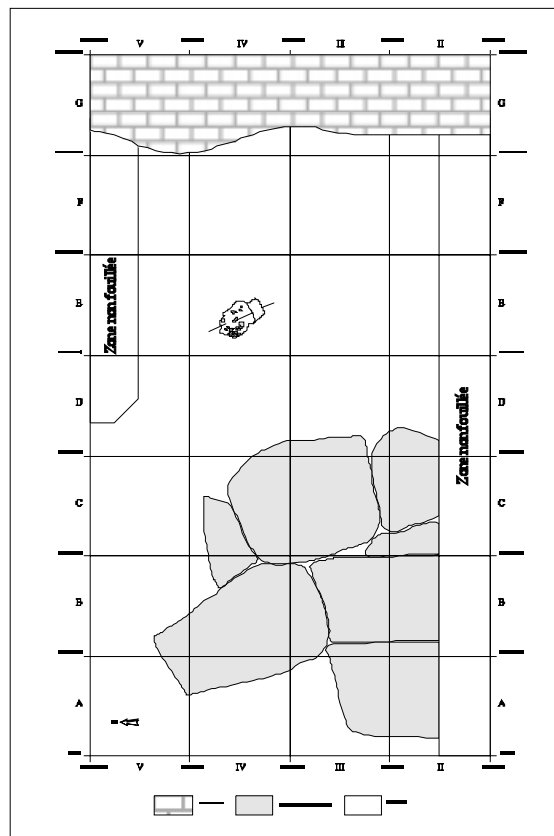 V IV III II
G G
F F
Zone non fouillée
E E
D D
Zone non fouillée
C C
B B
A A
V IV III II